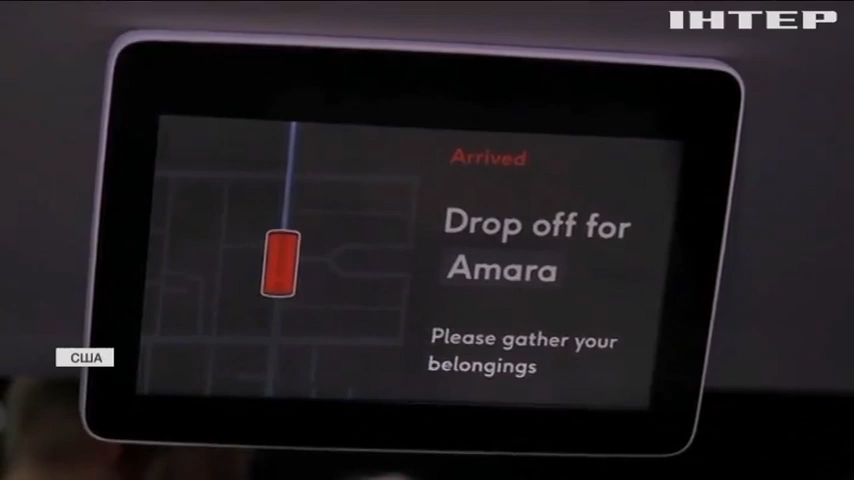 ІНТЕР
Arrived
Drop off for
Amara
Please gather your
belongings
США